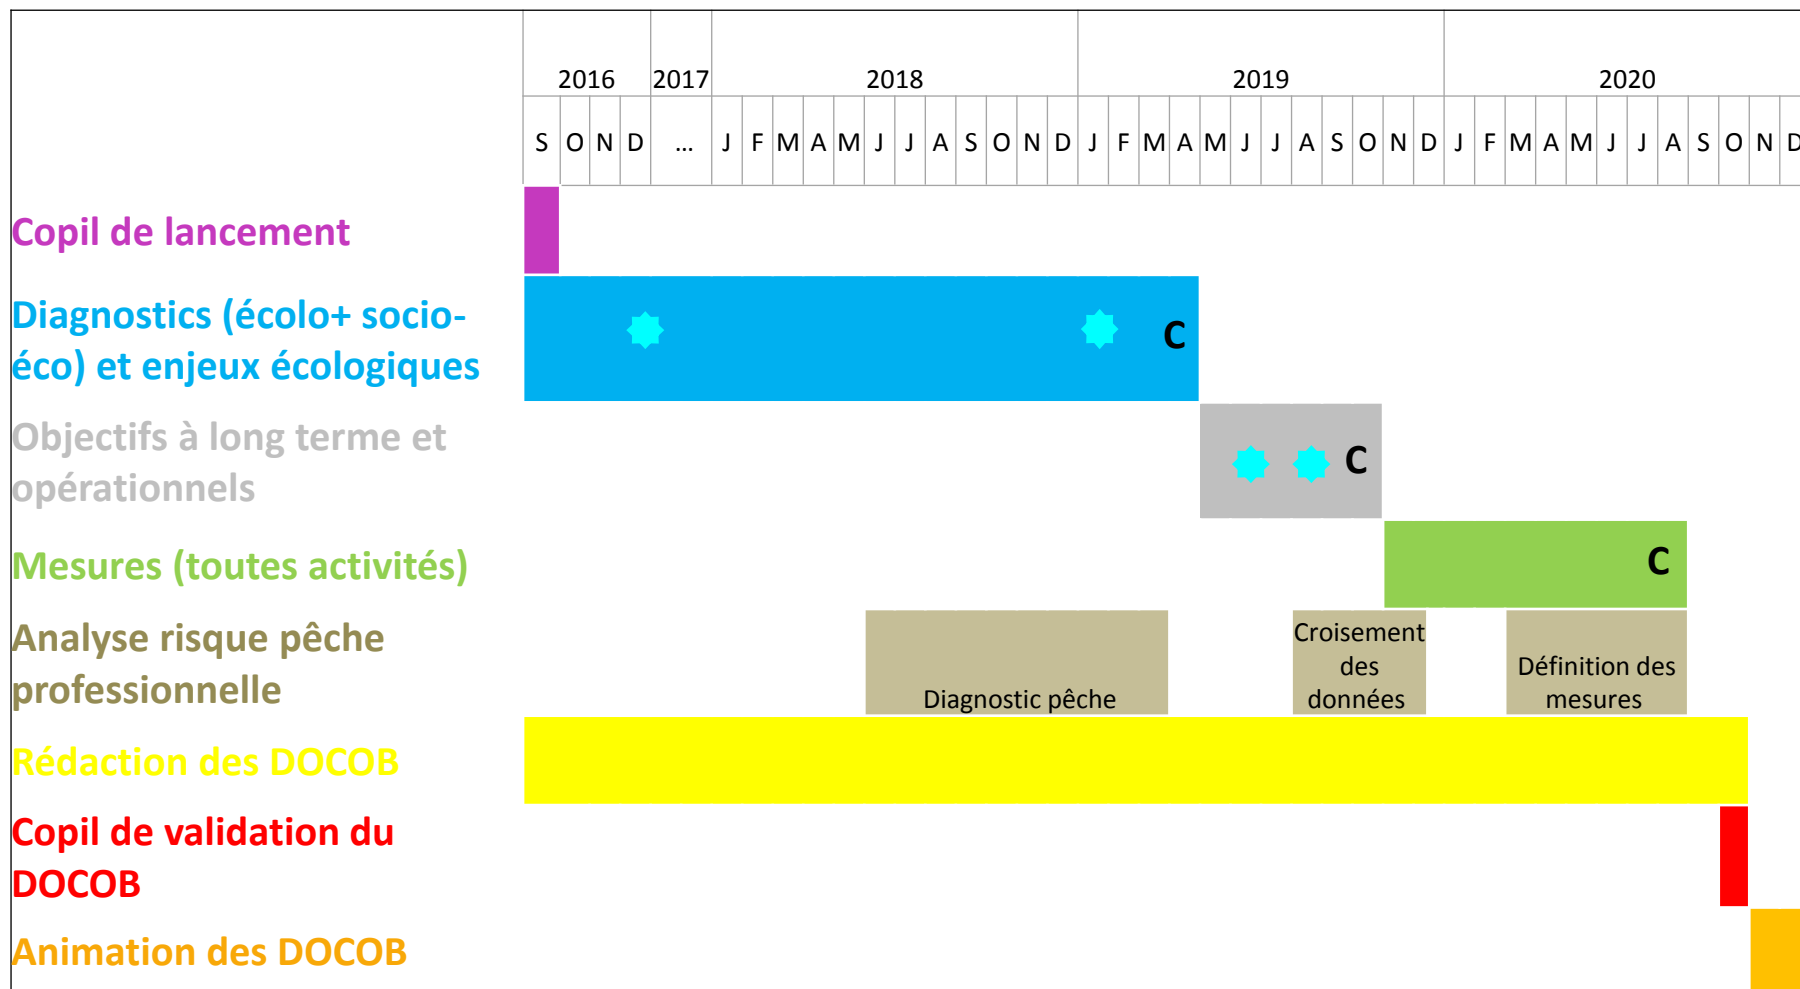 2016 2017 2018 2019 2020
S O N D ... J F M A M J J A S O N D J F M A M J J A S O N D J F M A M J J A S O N D
Copil de lancement
Diagnostics (écolo+ socio-
éco) et enjeux écologiques
C
Objectifs à long terme et
opérationnels
C
Mesures (toutes activités)
C
Analyse risque pêche
professionnelle
Diagnostic pêche
Croisement
des
données
Définition des
mesures
Rédaction des DOCOB
Copil de validation du
DOCOB
Animation des DOCOB